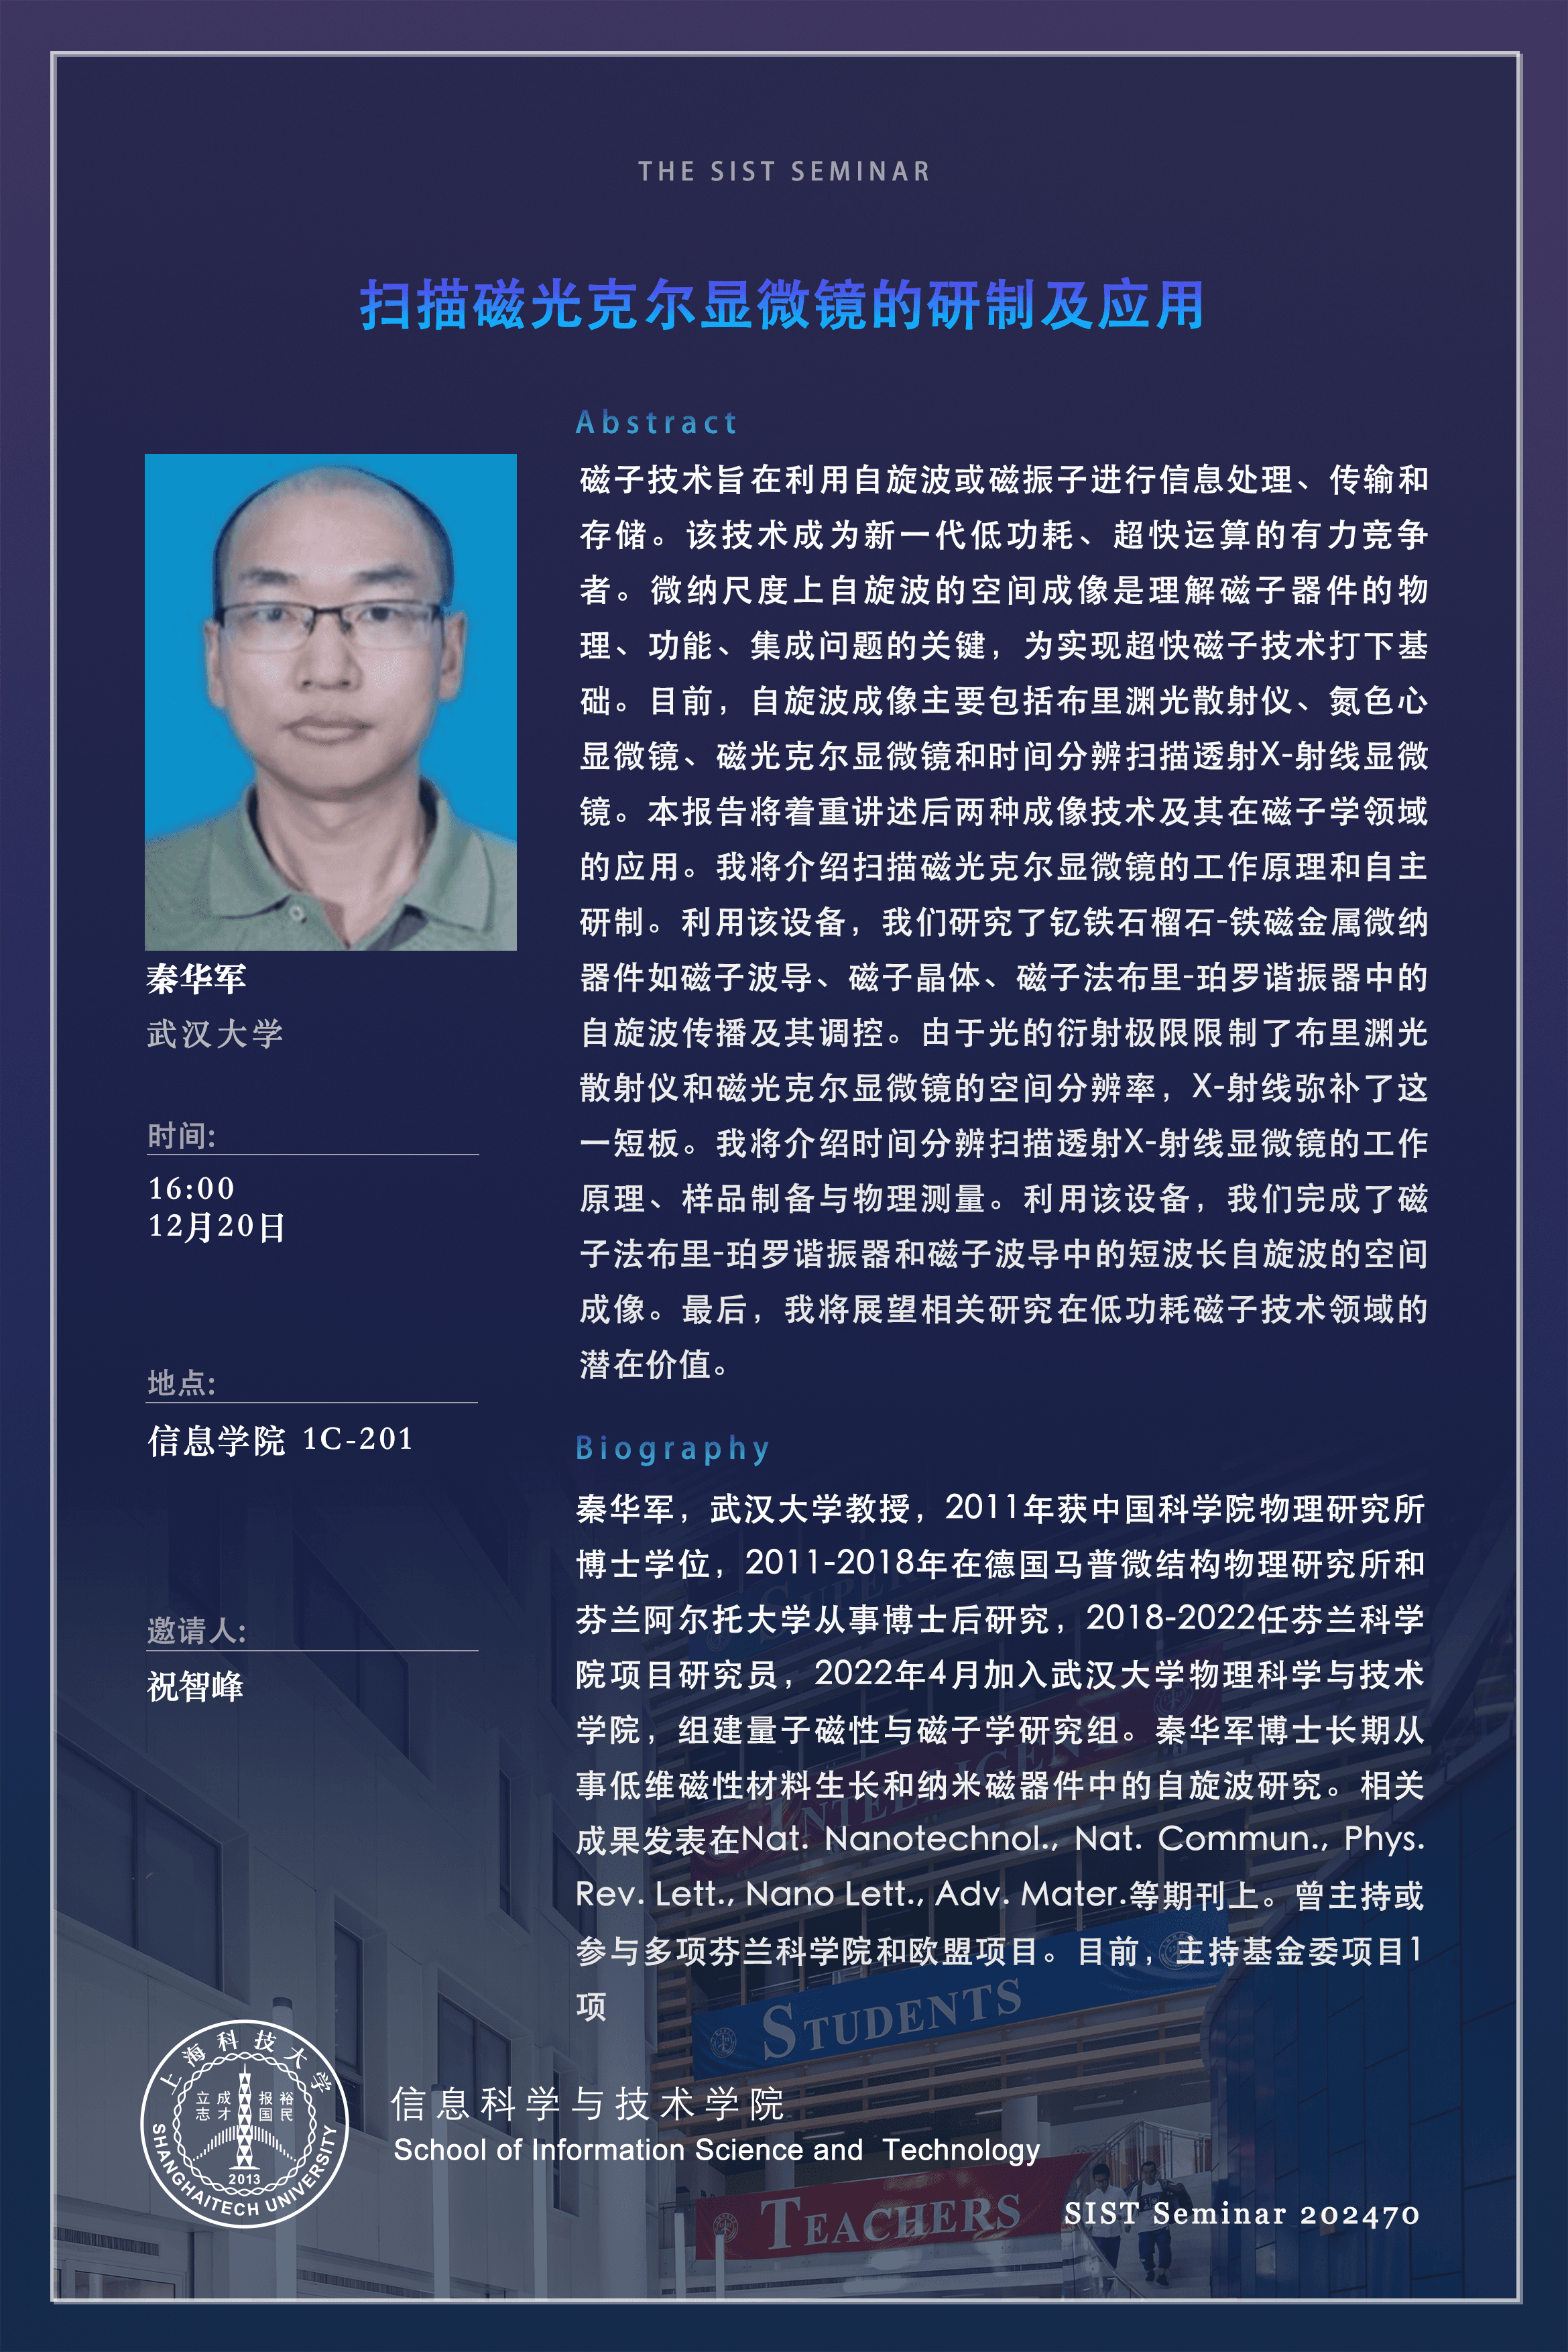 THE SIST SEMINAR
扫描磁光克尔显微镜的研制及应用
Abstract
磁子技术旨在利用自旋波或磁振子进行信息处理、传输和
存储。该技术成为新一代低功耗、超快运算的有力竞争
者。微纳尺度上自旋波的空间成像是理解磁子器件的物
理、功能、集成问题的关键，为实现超快磁子技术打下基
础。目前，自旋波成像主要包括布里渊光散射仪、氮色心
显微镜、磁光克尔显微镜和时间分辨扫描透射X-射线显微
镜。本报告将着重讲述后两种成像技术及其在磁子学领域
的应用。我将介绍扫描磁光克尔显微镜的工作原理和自主
研制。利用该设备，我们研究了钇铁石榴石-铁磁金属微纳
器件如磁子波导、磁子晶体、磁子法布里-珀罗谐振器中的
自旋波传播及其调控。由于光的衍射极限限制了布里渊光
散射仪和磁光克尔显微镜的空间分辨率，X-射线弥补了这
一短板。我将介绍时间分辨扫描透射X-射线显微镜的工作
原理、样品制备与物理测量。利用该设备，我们完成了磁
子法布里-珀罗谐振器和磁子波导中的短波长自旋波的空间
成像。最后，我将展望相关研究在低功耗磁子技术领域的
潜在价值。
秦华军
武汉大学
时间:
16:00
12月20日
地点:
信息学院 1C-201
邀请人:
祝智峰
Biography
秦华军，武汉大学教授，2011年获中国科学院物理研究所
博士学位，2011-2018年在德国马普微结构物理研究所和
芬兰阿尔托大学从事博士后研究，2018-2022任芬兰科学
院项目研究员，2022年4月加入武汉大学物理科学与技术
学院，组建量子磁性与磁子学研究组。秦华军博士长期从
事低维磁性材料生长和纳米磁器件中的自旋波研究。相关
成果发表在Nat. Nanotechnol., Nat. Commun., Phys.
Rev. Lett., Nano Lett., Adv. Mater.等期刊上。曾主持或
参与多项芬兰科学院和欧盟项目。目前，主持基金委项目1
项
SUPER
INTELLIGENT
STUDENTS
TEACHERS
上海科技大学
立志成才 报国裕民
2013
SHANGHAITECH UNIVERSITY
信息科学与技术学院
School of Information Science and Technology
SIST Seminar 202470